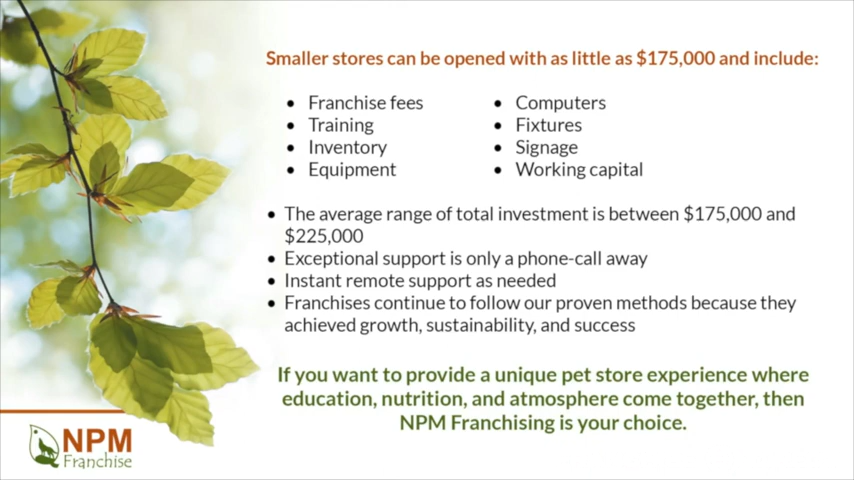 Smaller stores can be opened with as little as $175,000 and include:
• Franchise fees
• Training
• Inventory
• Equipment
• Computers
• Fixtures
• Signage
• Working capital
• The average range of total investment is between $175,000 and
$225,000
• Exceptional support is only a phone-call away
• Instant remote support as needed
• Franchises continue to follow our proven methods because they
achieved growth, sustainability, and success
If you want to provide a unique pet store experience where
education, nutrition, and atmosphere come together, then
NPM Franchising is your choice.
NPM
Franchise